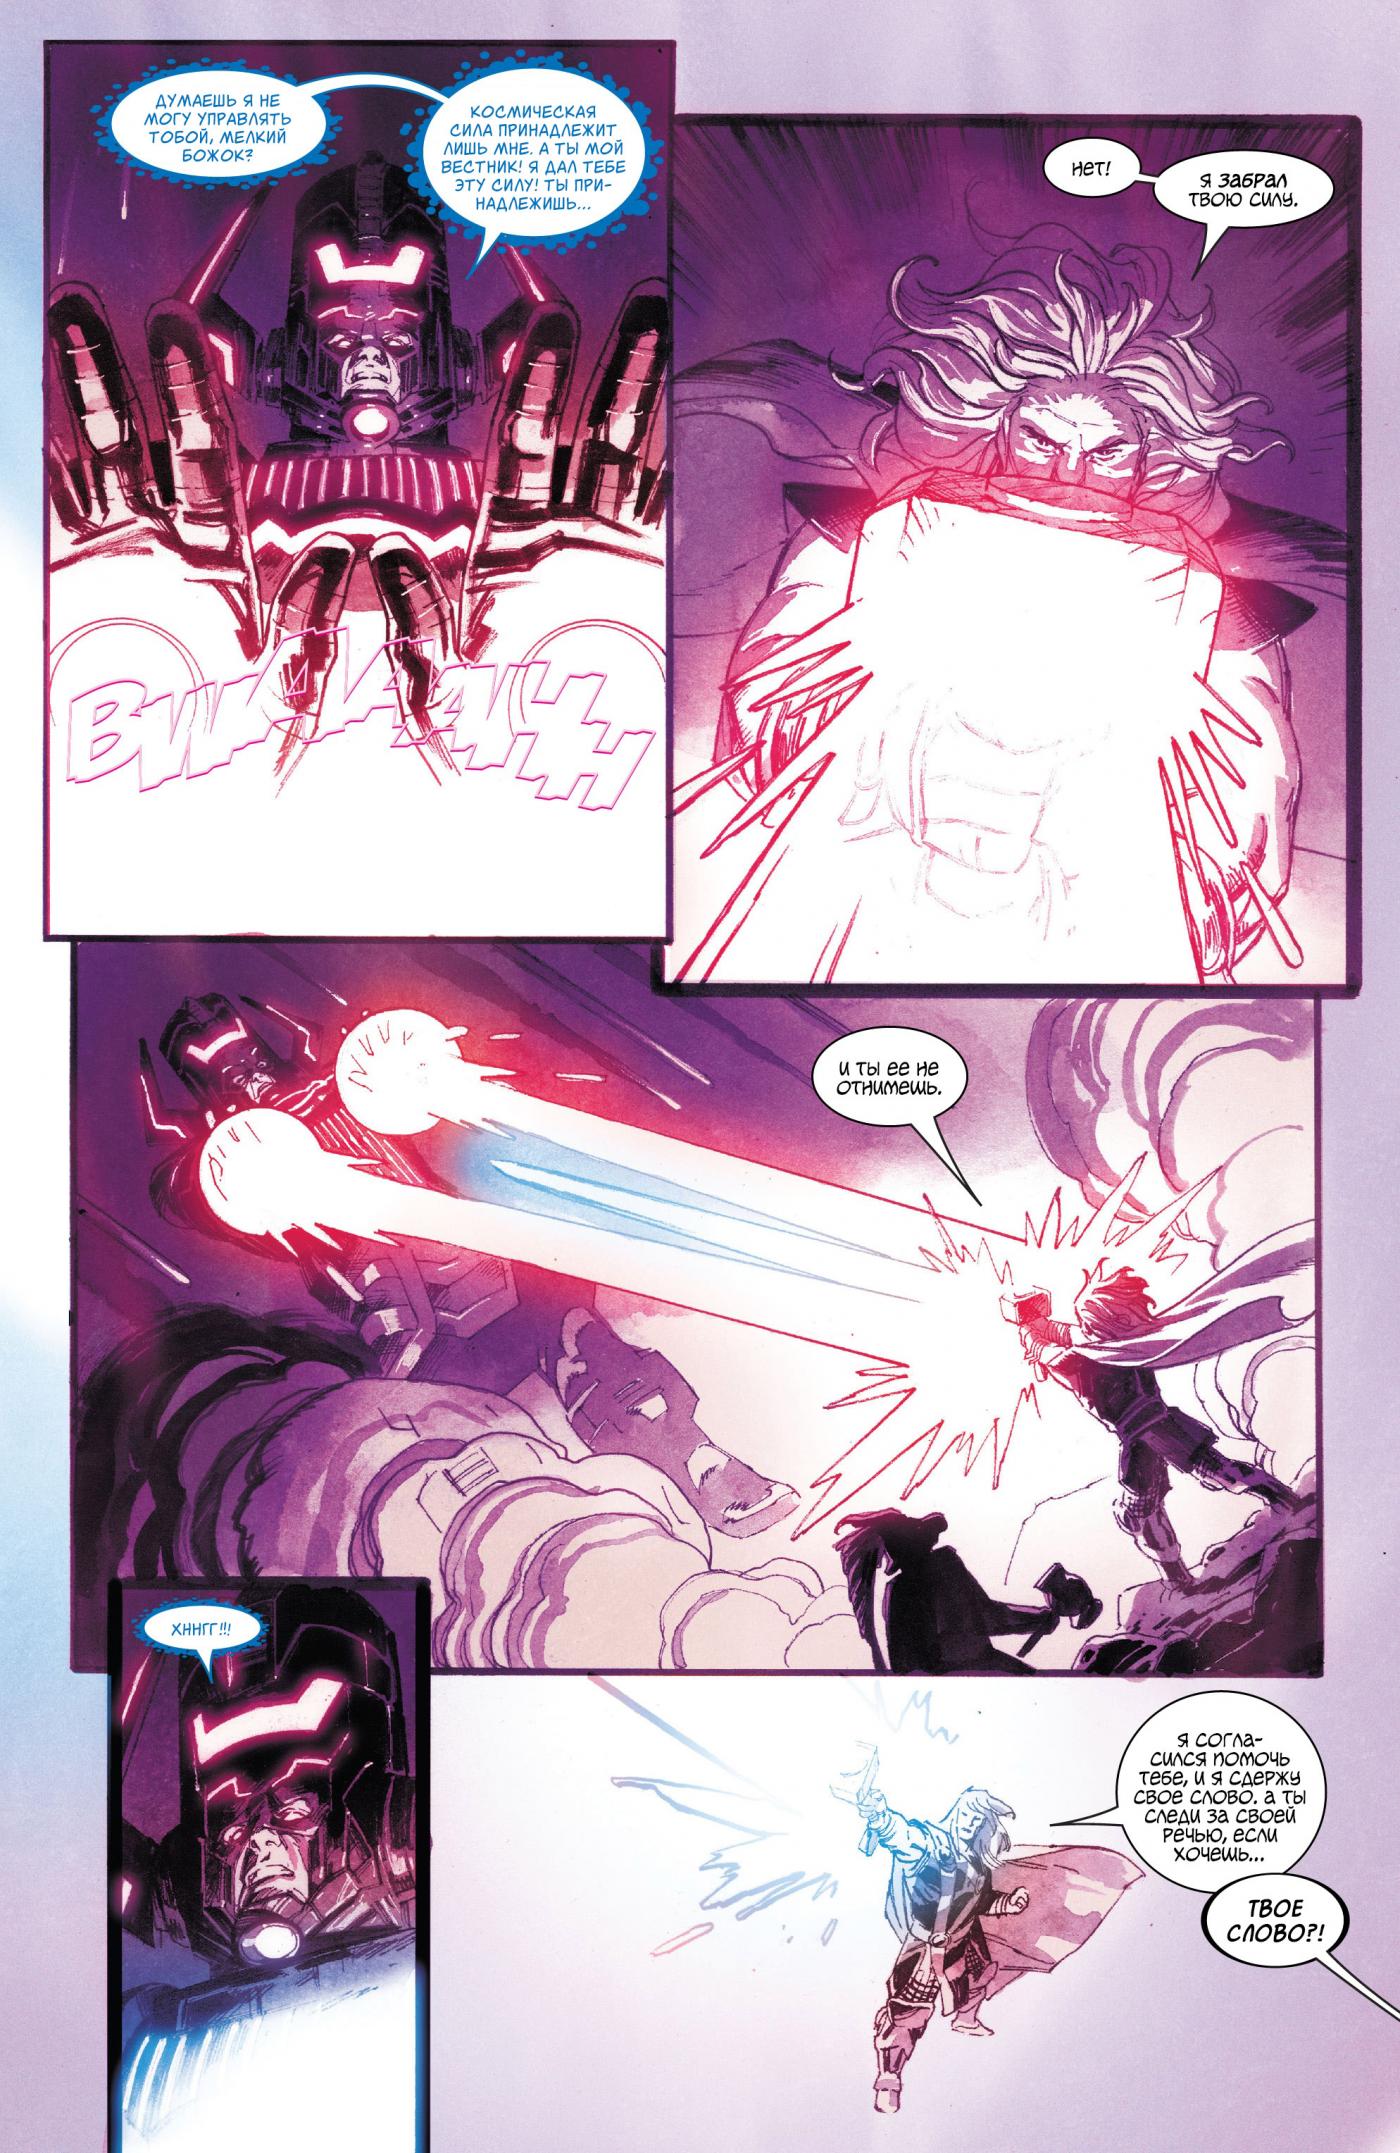 ДУМАЕШЬ Я НЕ
МОГУ УПРАВЛЯТЬ
ТОБОЙ, МЕЛКИЙ
БОЖОК?
КОСМИЧЕСКАЯ
СИЛА ПРИНАДЛЕЖИТ
ЛИШЬ МНЕ. А ТЫ МОЙ
ВЕСТНИК! Я ДАЛ ТЕБЕ
ЭТУ СИЛУ! ТЫ ПРИ-
НАДЛЕЖИШЬ...
НЕТ!
Я ЗАБРАЛ
ТВОЮ СИЛУ.
И ТЫ ЕЕ НЕ
ОТНИМЕШЬ.
ХННГГ!!!
Я СОГЛА-
СИЛСЯ ПОМОЧЬ
ТЕБЕ, И Я СДЕРЖУ
СВОЕ СЛОВО. А ТЫ
СЛЕДИ ЗА СВОЕЙ
РЕЧЬЮ, ЕСЛИ
ХОЧЕШЬ...
ТВОЕ
СЛОВО?!